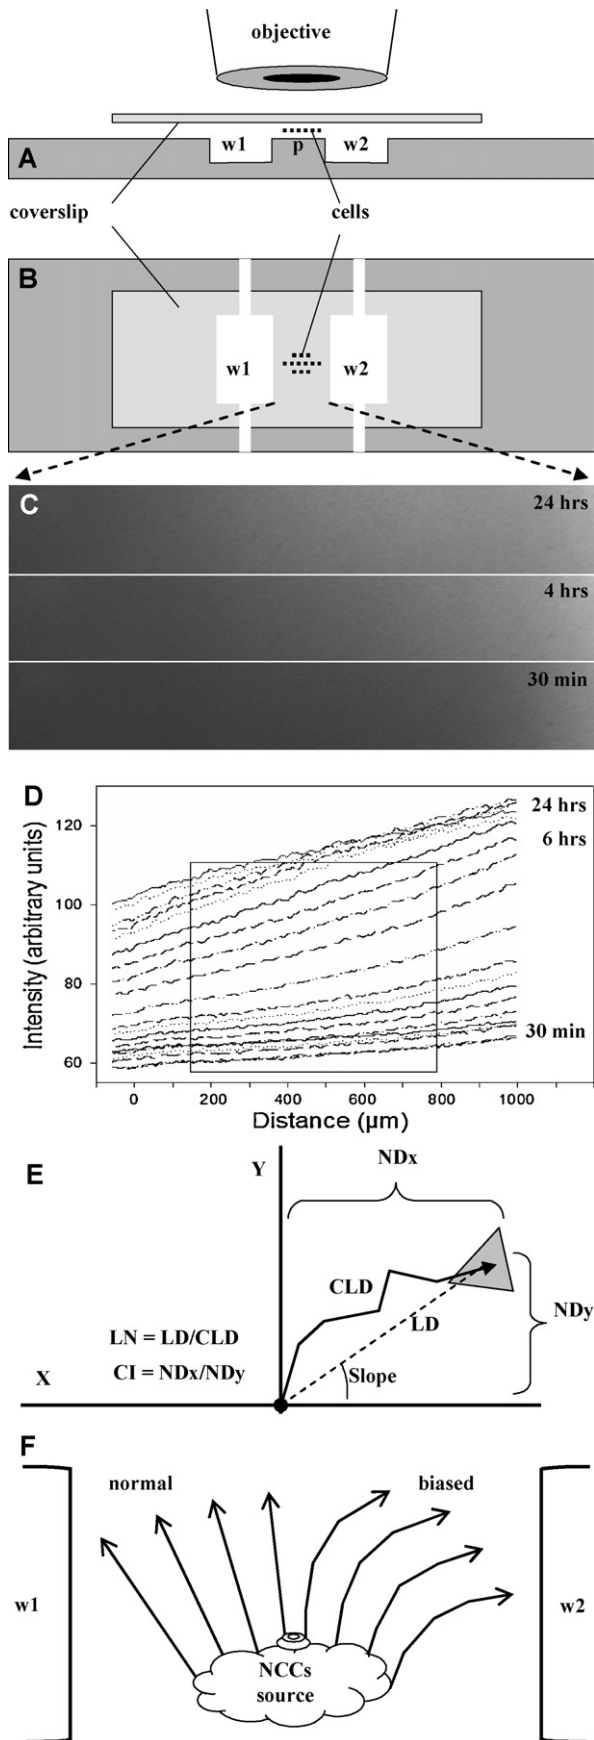 objective
w1
w2
A
p
coverslip
cells
B
w1
w2
C
24 hrs
4 hrs
30 min
D
120
24 hrs
6 hrs
100
80
30 min
60
Intensity (arbitrary units)
0
200
400
600
800
1000
Distance (µm)
E
NDx
Y
CLD
NDy
LD
LN = LD/CLD
CI = NDx/NDy
X
Slope
F
normal
biased
w1
w2
NCCs
source